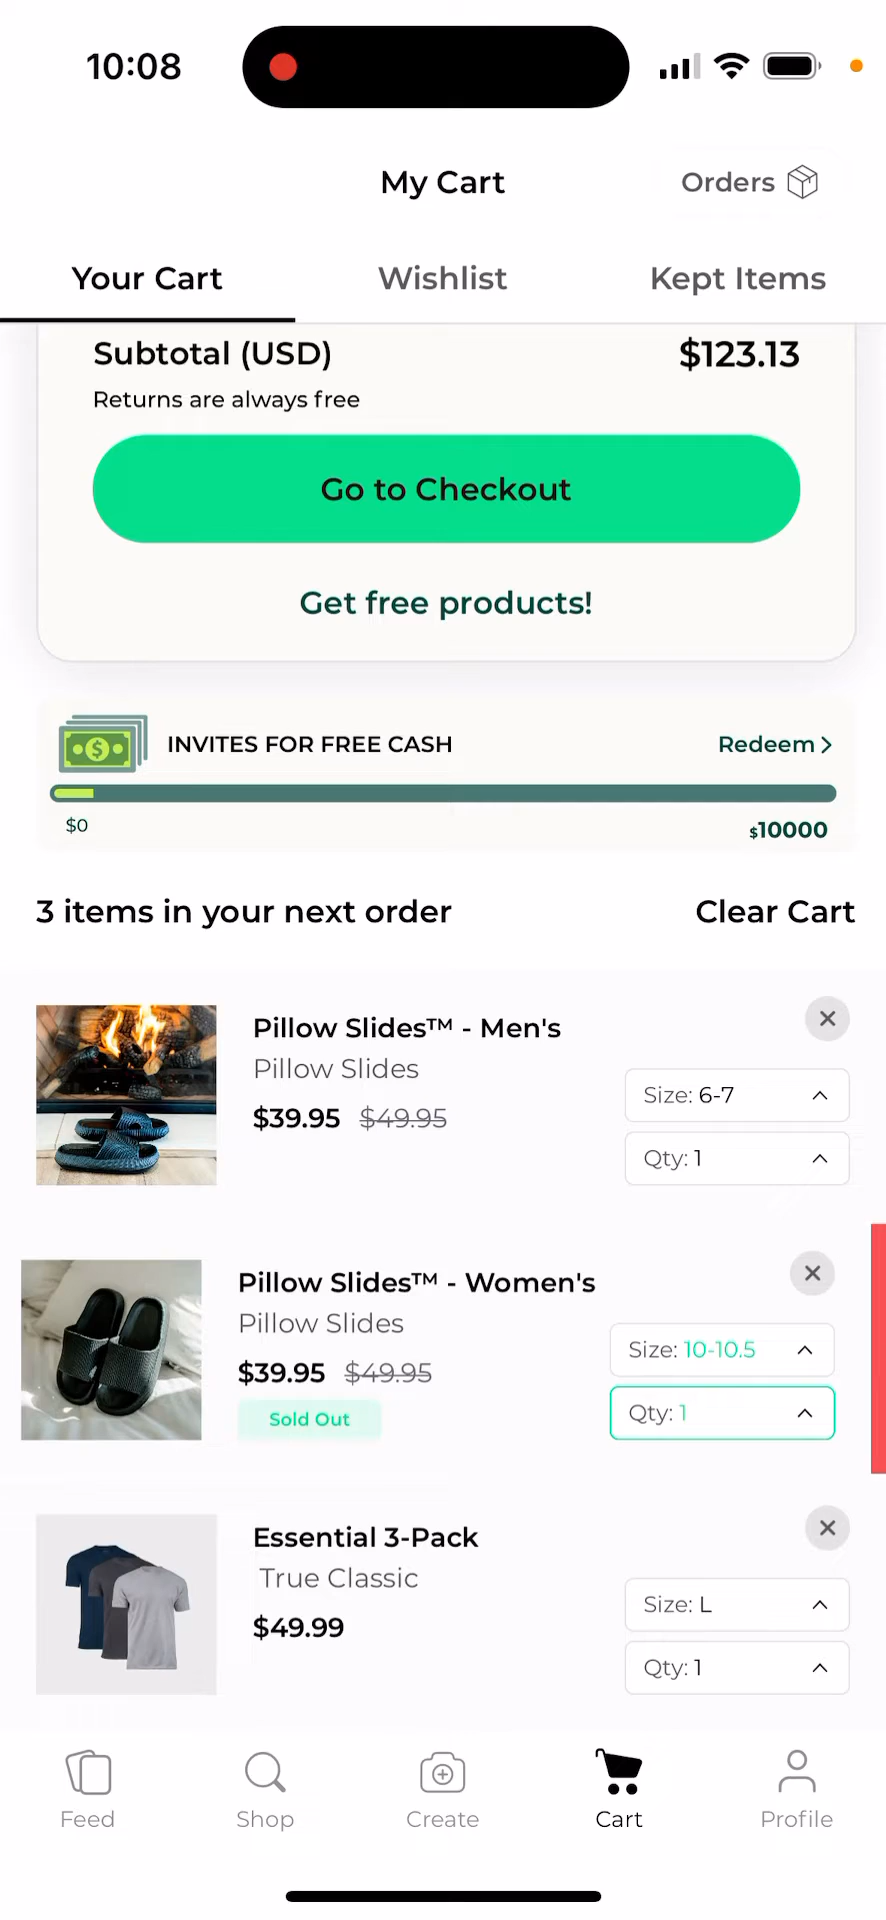 10:08
My Cart
Orders
Your Cart
Wishlist
Kept Items
Subtotal (USD)
$123.13
Returns are always free
Go to Checkout
Get free products!
INVITES FOR FREE CASH
Redeem
$0
$10000
3 items in your next order
Clear Cart
Pillow Slides™ - Men's
Pillow Slides
$39.95 $49.95
Size: 6-7
Qty: 1
Pillow Slides™ - Women's
Pillow Slides
$39.95 $49.95
Sold Out
Size: 10-10.5
Qty: 1
Essential 3-Pack
True Classic
$49.99
Size: L
Qty: 1
Feed
Shop
Create
Cart
Profile